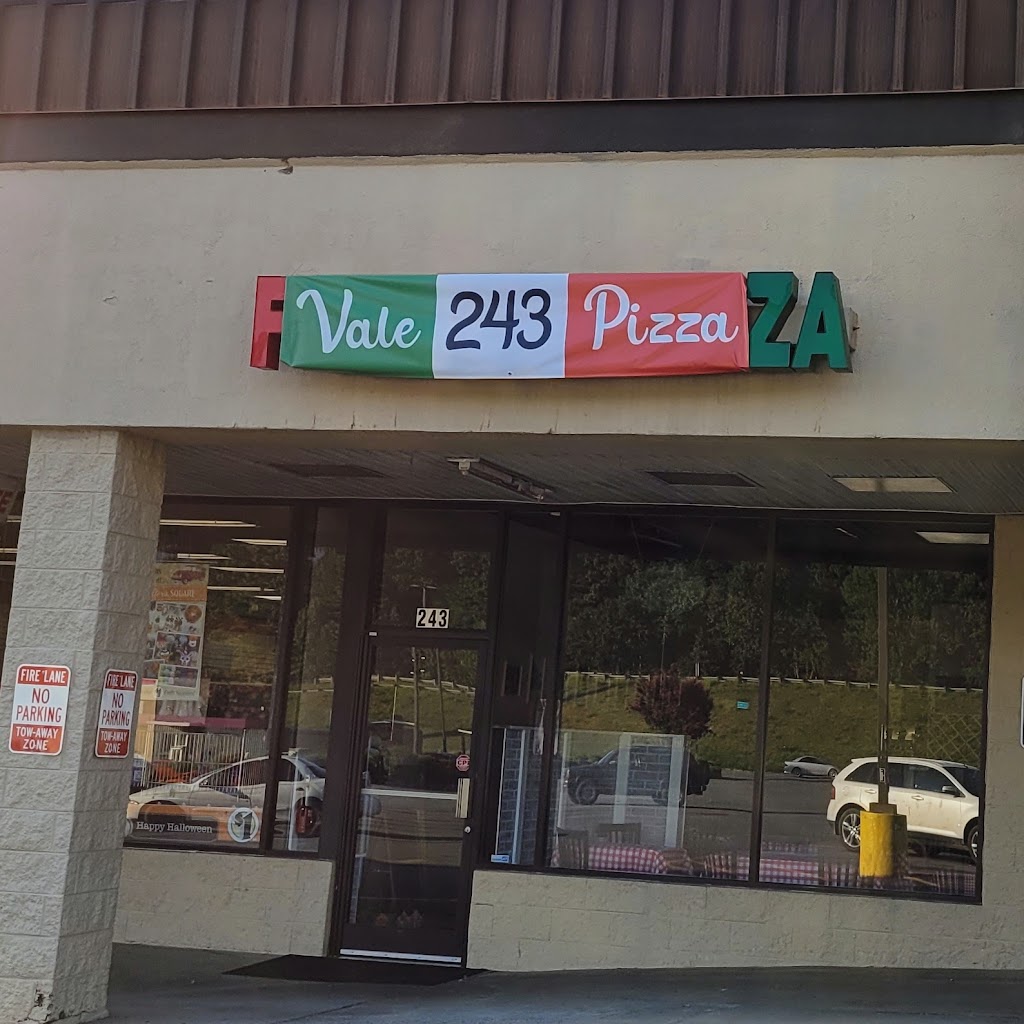 Vale 243 Pizza
ZA
243
SQUARE
FIRE LANE
NO
PARKING
TOW-AWAY
ZONE
FIRE LANE
NO
PARKING
TOW-AWAY
ZONE
Happy Halloween